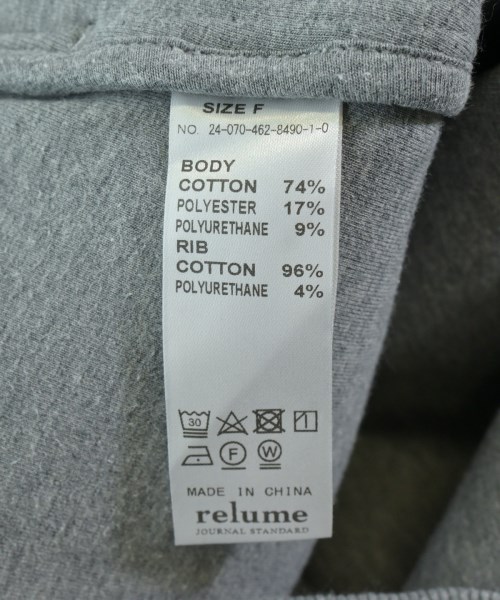 SIZE F
NO. 24-070-462-8490-1-0
BODY
COTTON 74%
POLYESTER 17%
POLYURETHANE 9%
RIB
COTTON 96%
POLYURETHANE 4%
30
F W
MADE IN CHINA
relume
JOURNAL STANDARD